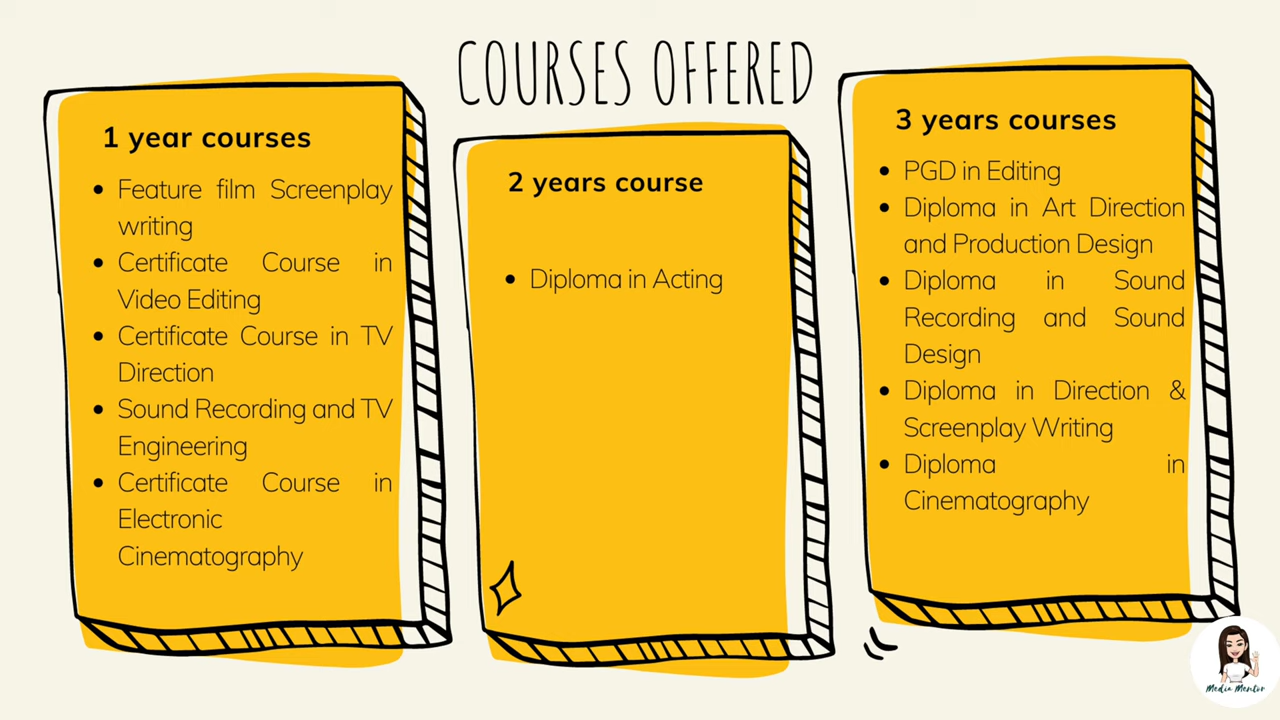 COURSES OFFERED
1 year courses
• Feature film Screenplay
writing
• Certificate Course in
Video Editing
• Certificate Course in TV
Direction
• Sound Recording and TV
Engineering
• Certificate Course in
Electronic
Cinematography
2 years course
• Diploma in Acting
3 years courses
• PGD in Editing
• Diploma in Art Direction
and Production Design
• Diploma in Sound
Recording and Sound
Design
• Diploma in Direction &
Screenplay Writing
• Diploma in
Cinematography
Media Mentor